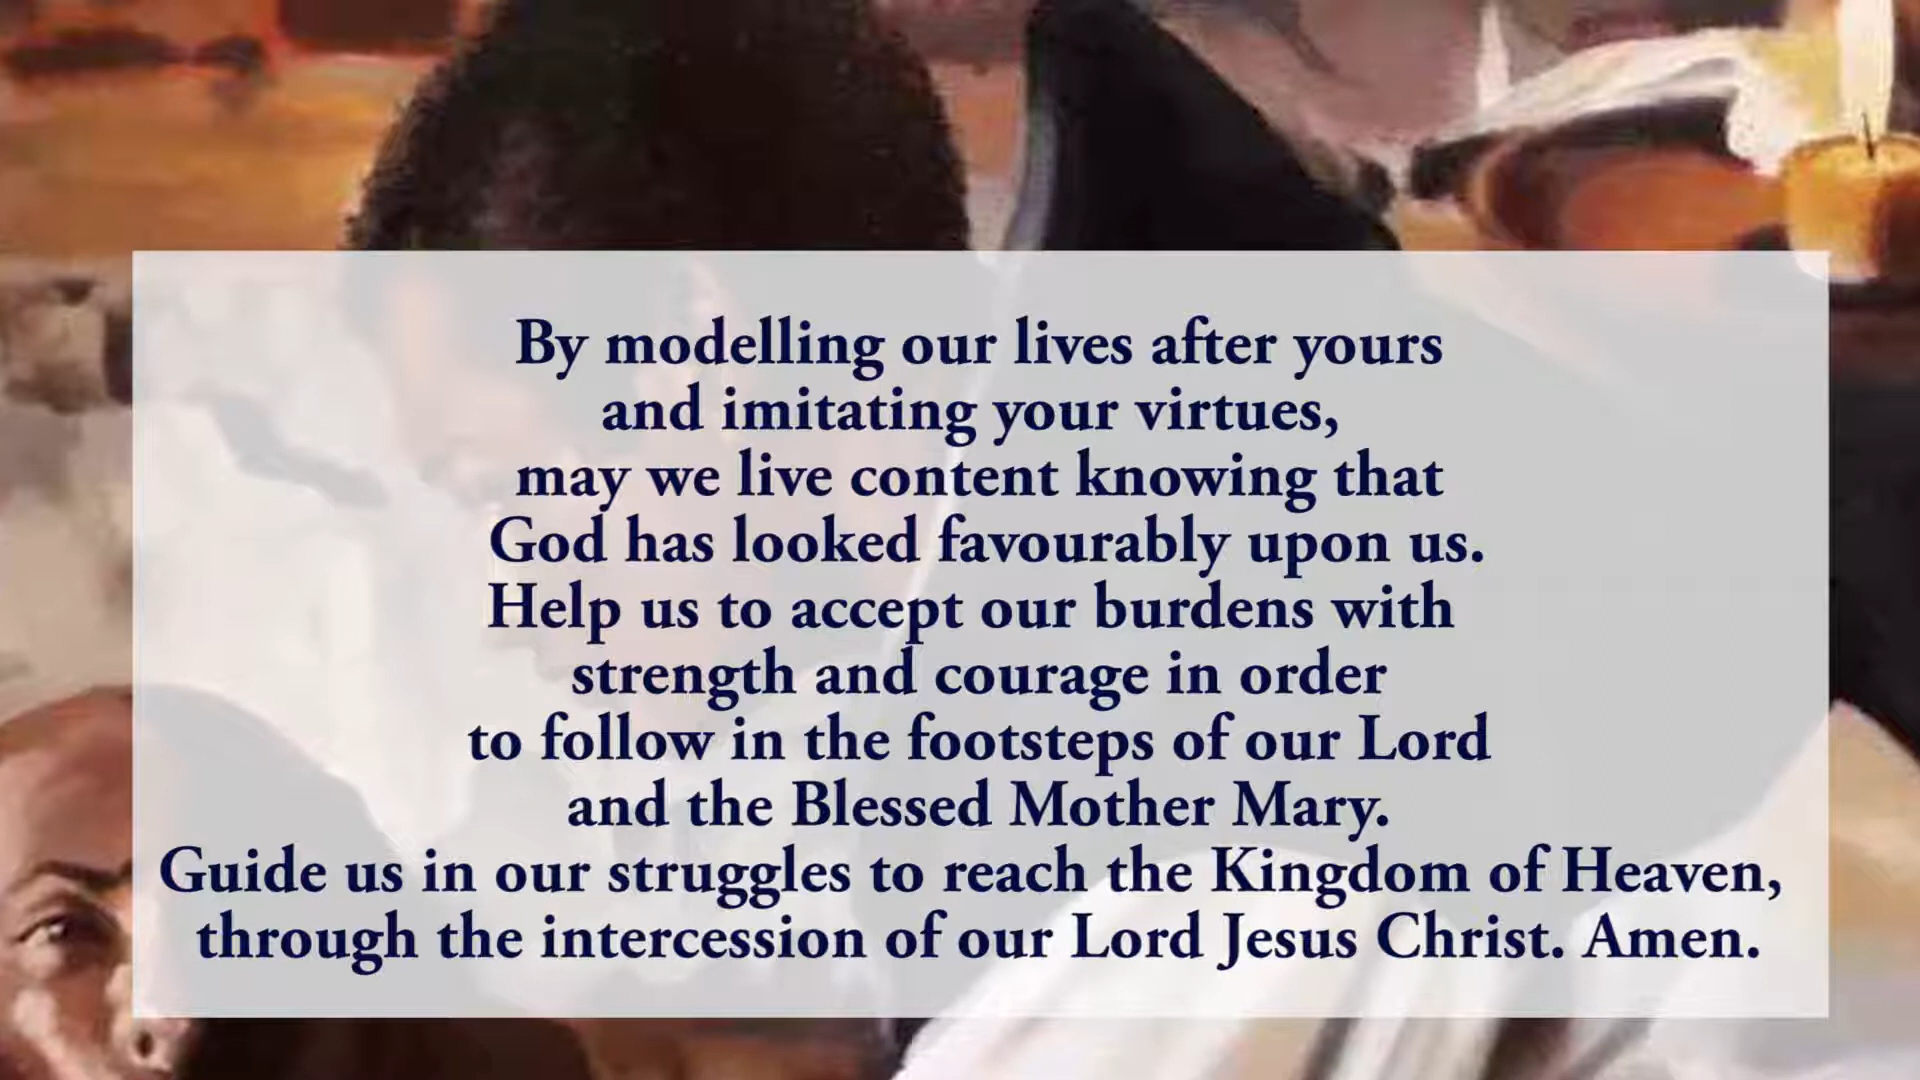 By modelling our lives after yours
and imitating your virtues,
may we live content knowing that
God has looked favourably upon us.
Help us to accept our burdens with
strength and courage in order
to follow in the footsteps of our Lord
and the Blessed Mother Mary.
Guide us in our struggles to reach the Kingdom of Heaven,
through the intercession of our Lord Jesus Christ. Amen.